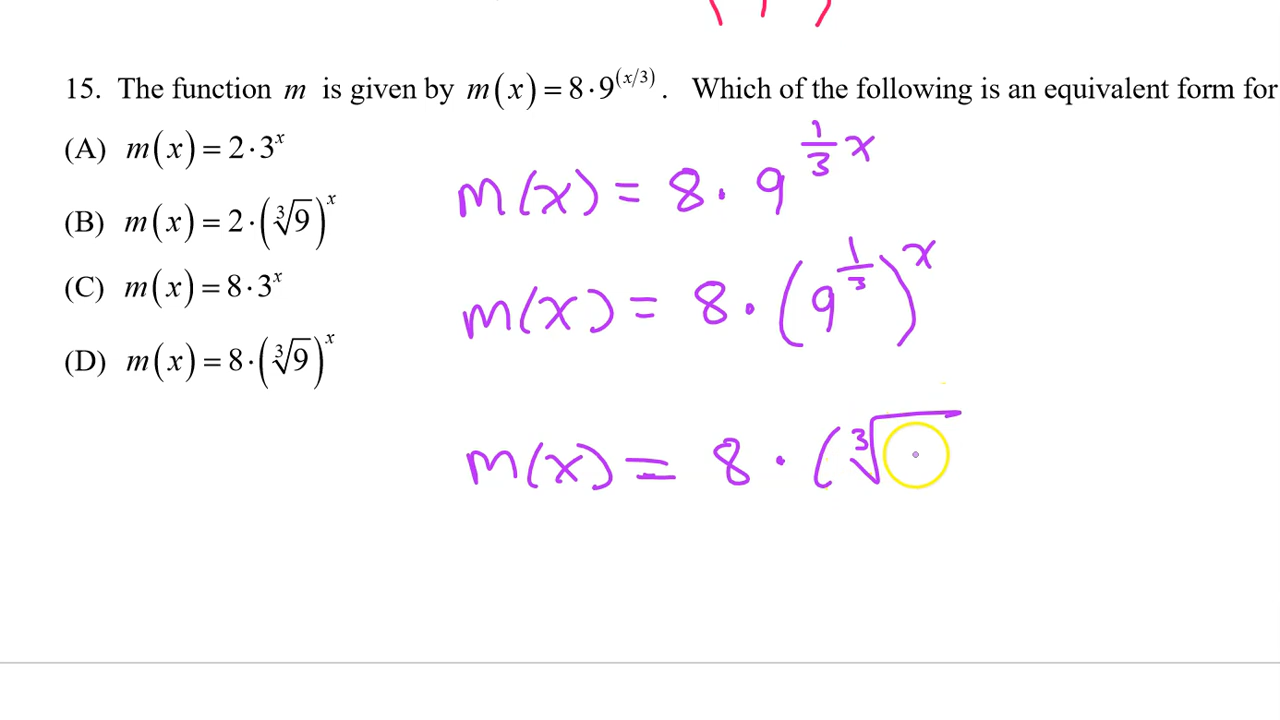 15. The function m is given by m(x) = 8 · 9^(x/3). Which of the following is an equivalent form for
(A) m(x) = 2 · 3^x
(B) m(x) = 2 · (∛9)^x
(C) m(x) = 8 · 3^x
(D) m(x) = 8 · (∛9)^x
m(x) = 8 · 9^(1/3 x)
m(x) = 8 · (9^(1/3))^x
m(x) = 8 · (∛